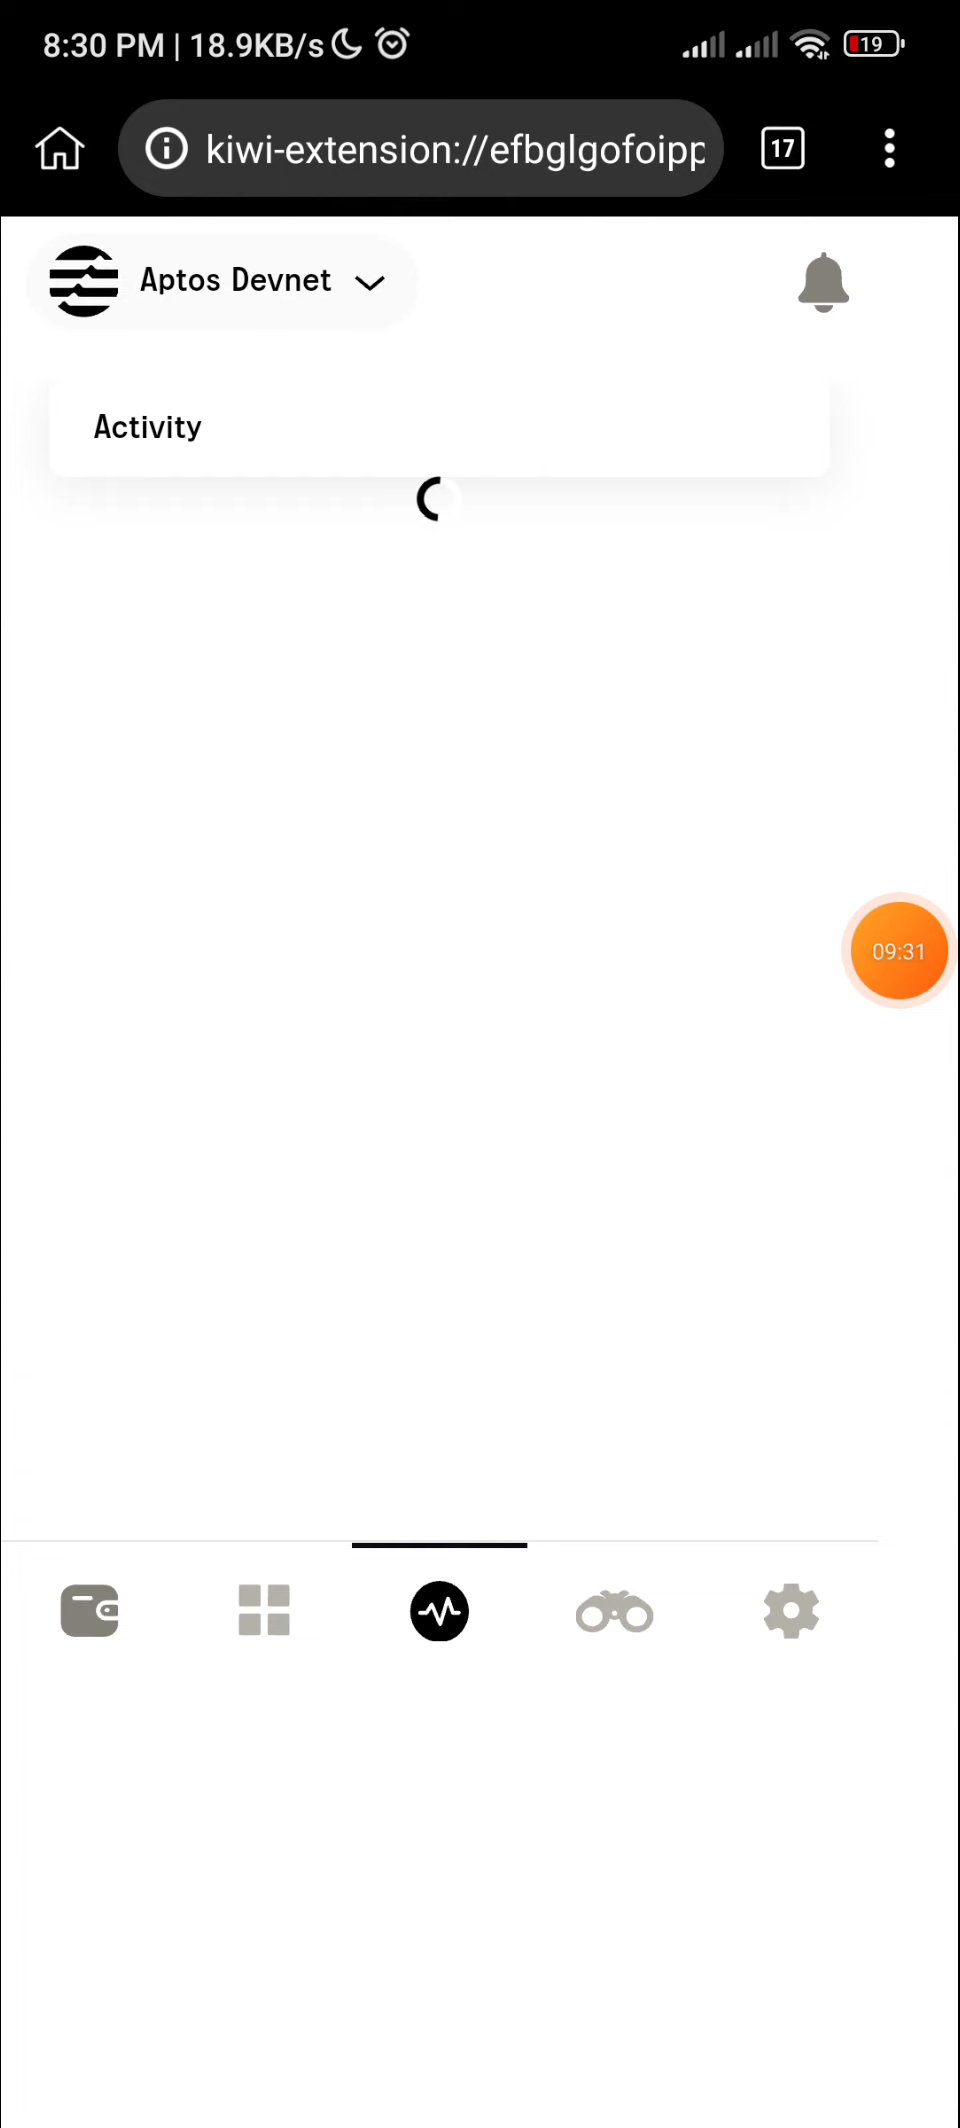 8:30 PM | 18.9KB/s 19
kiwi-extension://efbglgofoipp
17
Aptos Devnet
Activity
09:31